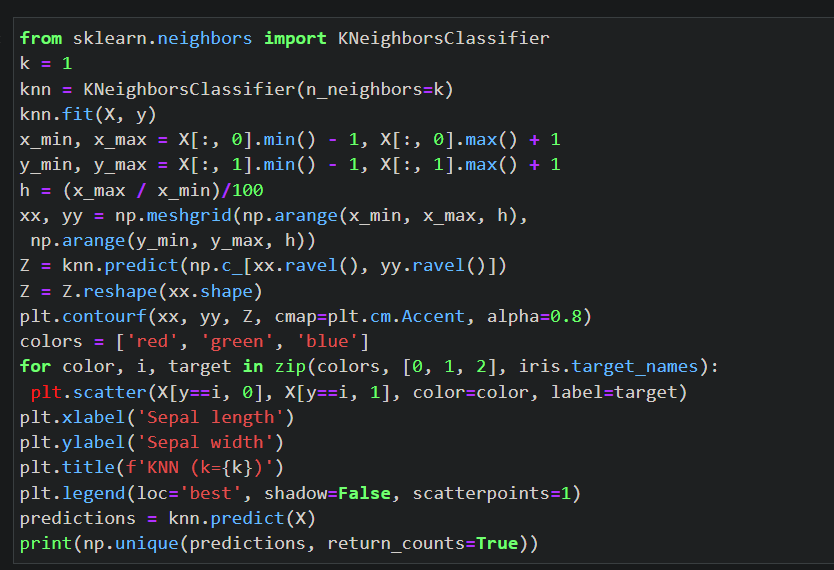 from sklearn.neighbors import KNeighborsClassifier
k = 1
knn = KNeighborsClassifier(n_neighbors=k)
knn.fit(X, y)
x_min, x_max = X[:, 0].min() - 1, X[:, 0].max() + 1
y_min, y_max = X[:, 1].min() - 1, X[:, 1].max() + 1
h = (x_max / x_min)/100
xx, yy = np.meshgrid(np.arange(x_min, x_max, h),
 np.arange(y_min, y_max, h))
Z = knn.predict(np.c_[xx.ravel(), yy.ravel()])
Z = Z.reshape(xx.shape)
plt.contourf(xx, yy, Z, cmap=plt.cm.Accent, alpha=0.8)
colors = ['red', 'green', 'blue']
for color, i, target in zip(colors, [0, 1, 2], iris.target_names):
 plt.scatter(X[y==i, 0], X[y==i, 1], color=color, label=target)
plt.xlabel('Sepal length')
plt.ylabel('Sepal width')
plt.title(f'KNN (k={k})')
plt.legend(loc='best', shadow=False, scatterpoints=1)
predictions = knn.predict(X)
print(np.unique(predictions, return_counts=True))